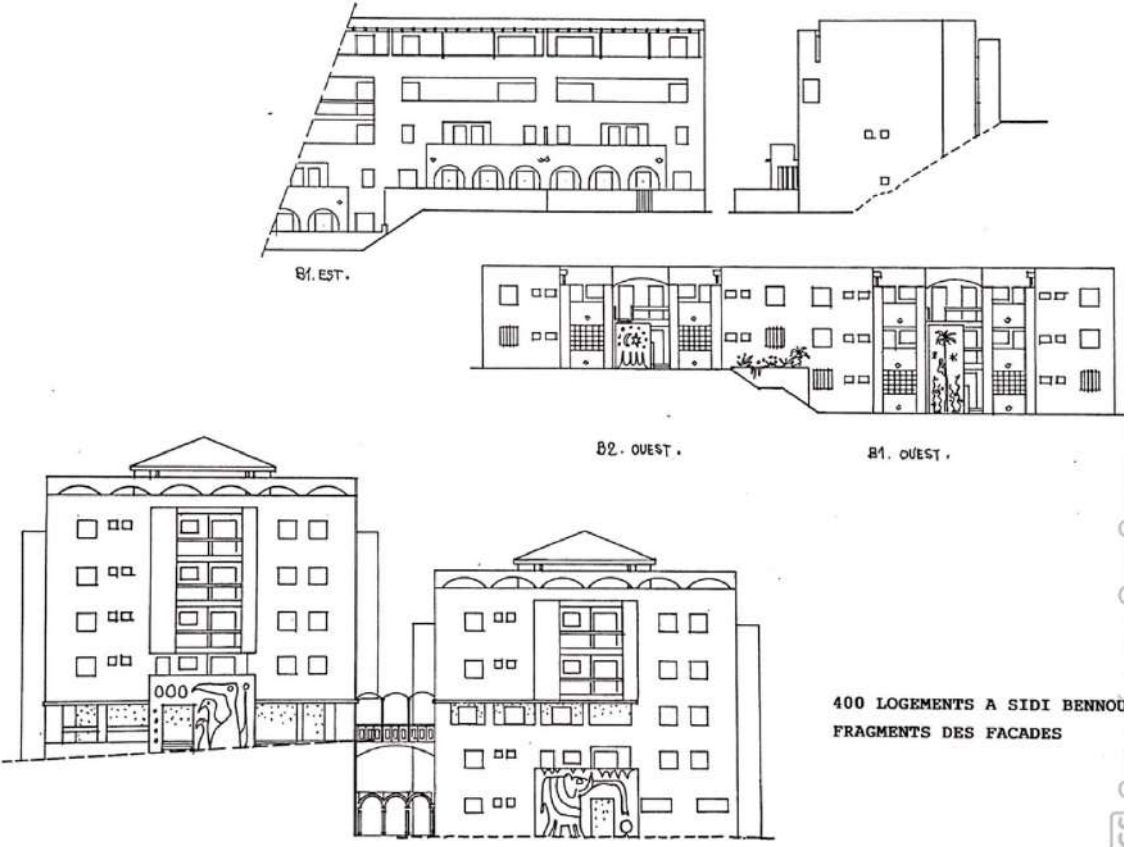 B1. EST.
B2. OUEST.
B1. OUEST.
400 LOGEMENTS A SIDI BENNOU
FRAGMENTS DES FACADES